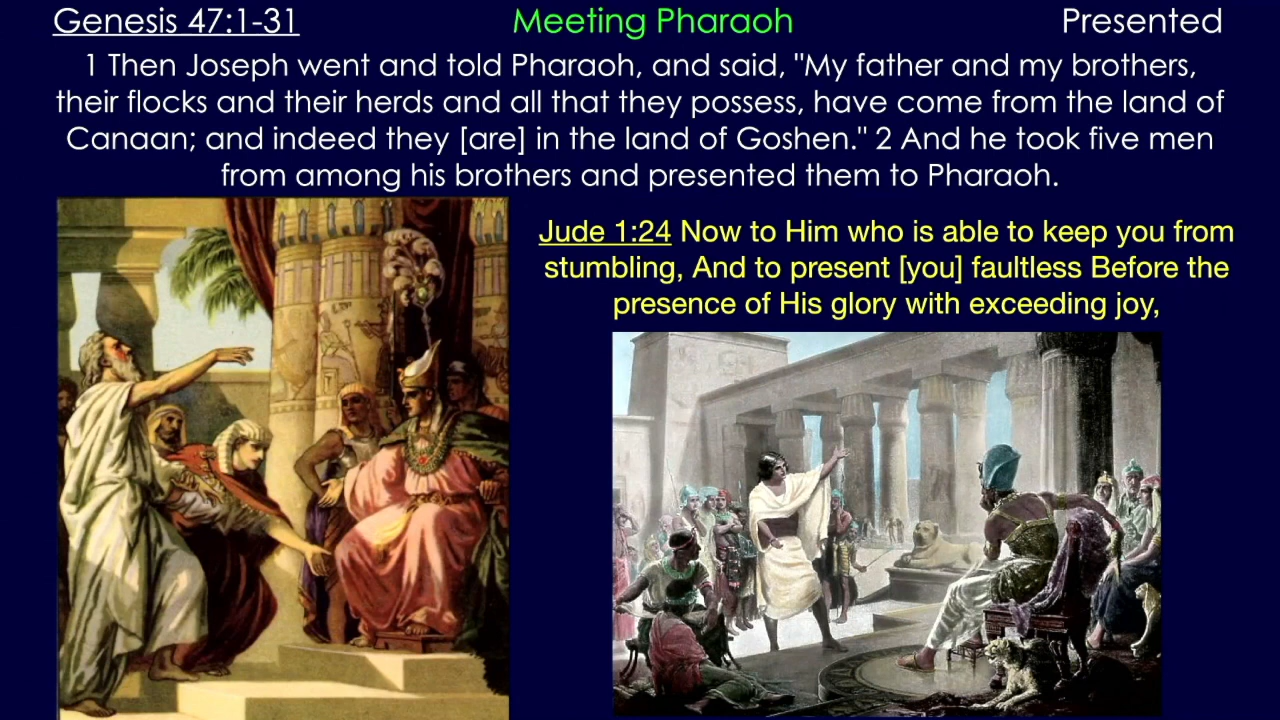 Genesis 47:1-31 Meeting Pharaoh Presented
1 Then Joseph went and told Pharaoh, and said, "My father and my brothers,
their flocks and their herds and all that they possess, have come from the land of
Canaan; and indeed they [are] in the land of Goshen." 2 And he took five men
from among his brothers and presented them to Pharaoh.
Jude 1:24 Now to Him who is able to keep you from
stumbling, And to present [you] faultless Before the
presence of His glory with exceeding joy,